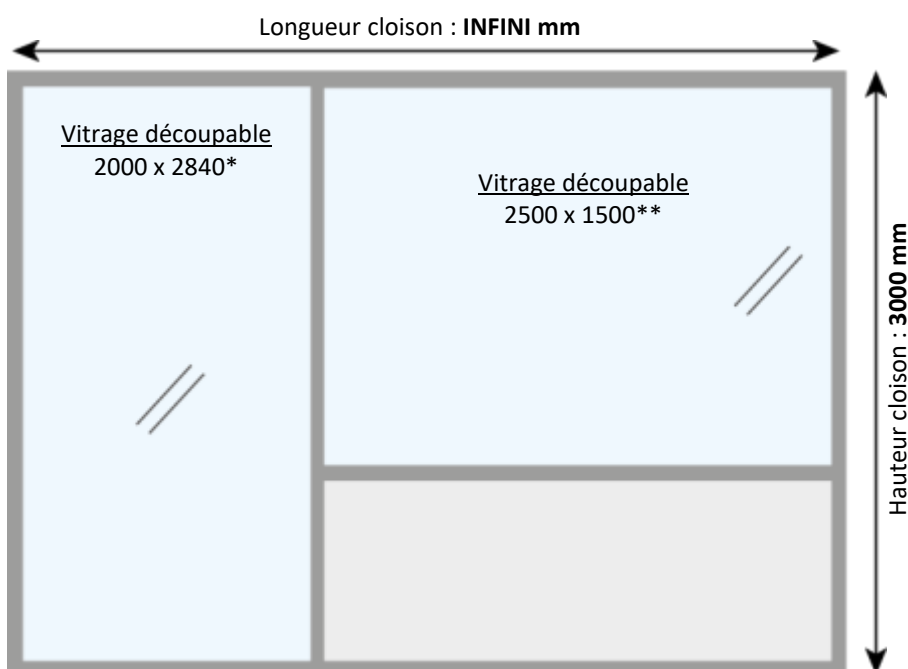 Longueur cloison : INFINI mm
Vitrage découpable
2000 x 2840*
Vitrage découpable
2500 x 1500**
Hauteur cloison : 3000 mm